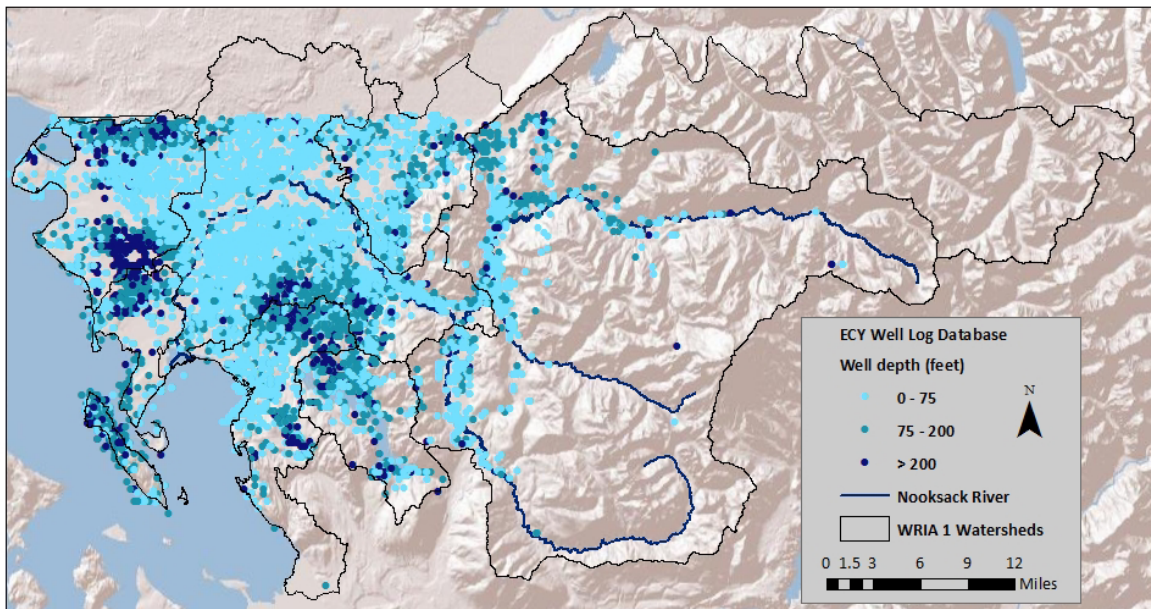 ECY Well Log Database
Well depth (feet)
N
0 - 75
75 - 200
> 200
Nooksack River
WRIA 1 Watersheds
0 1.5 3 6 9 12
Miles